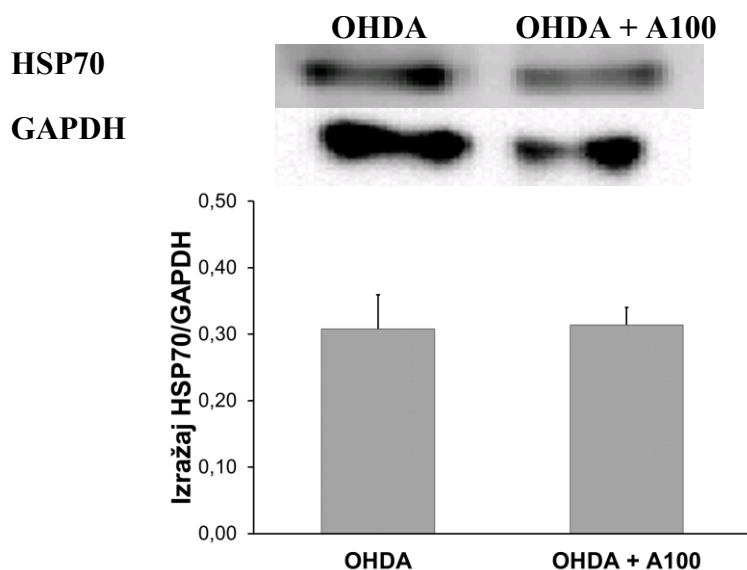 OHDA OHDA + A100
HSP70
GAPDH
Izražaj HSP70/GAPDH
0,50
0,40
0,30
0,20
0,10
0,00
OHDA OHDA + A100